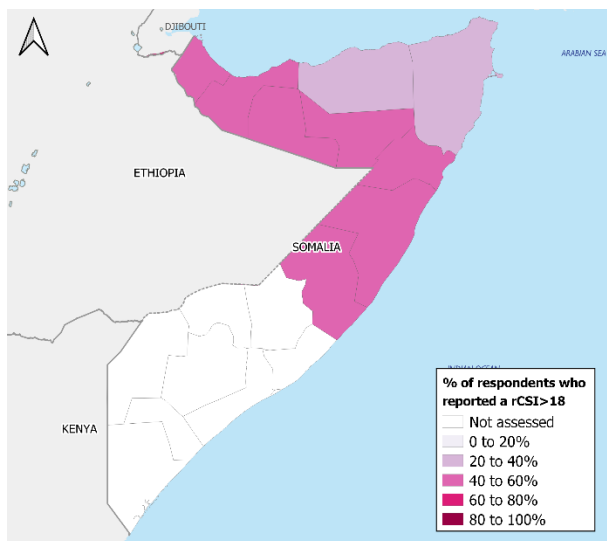 DJIBOUTI
ARABIAN SEA
ETHIOPIA
SOMALIA
KENYA
% of respondents who
reported a rCSI>18
Not assessed
0 to 20%
20 to 40%
40 to 60%
60 to 80%
80 to 100%